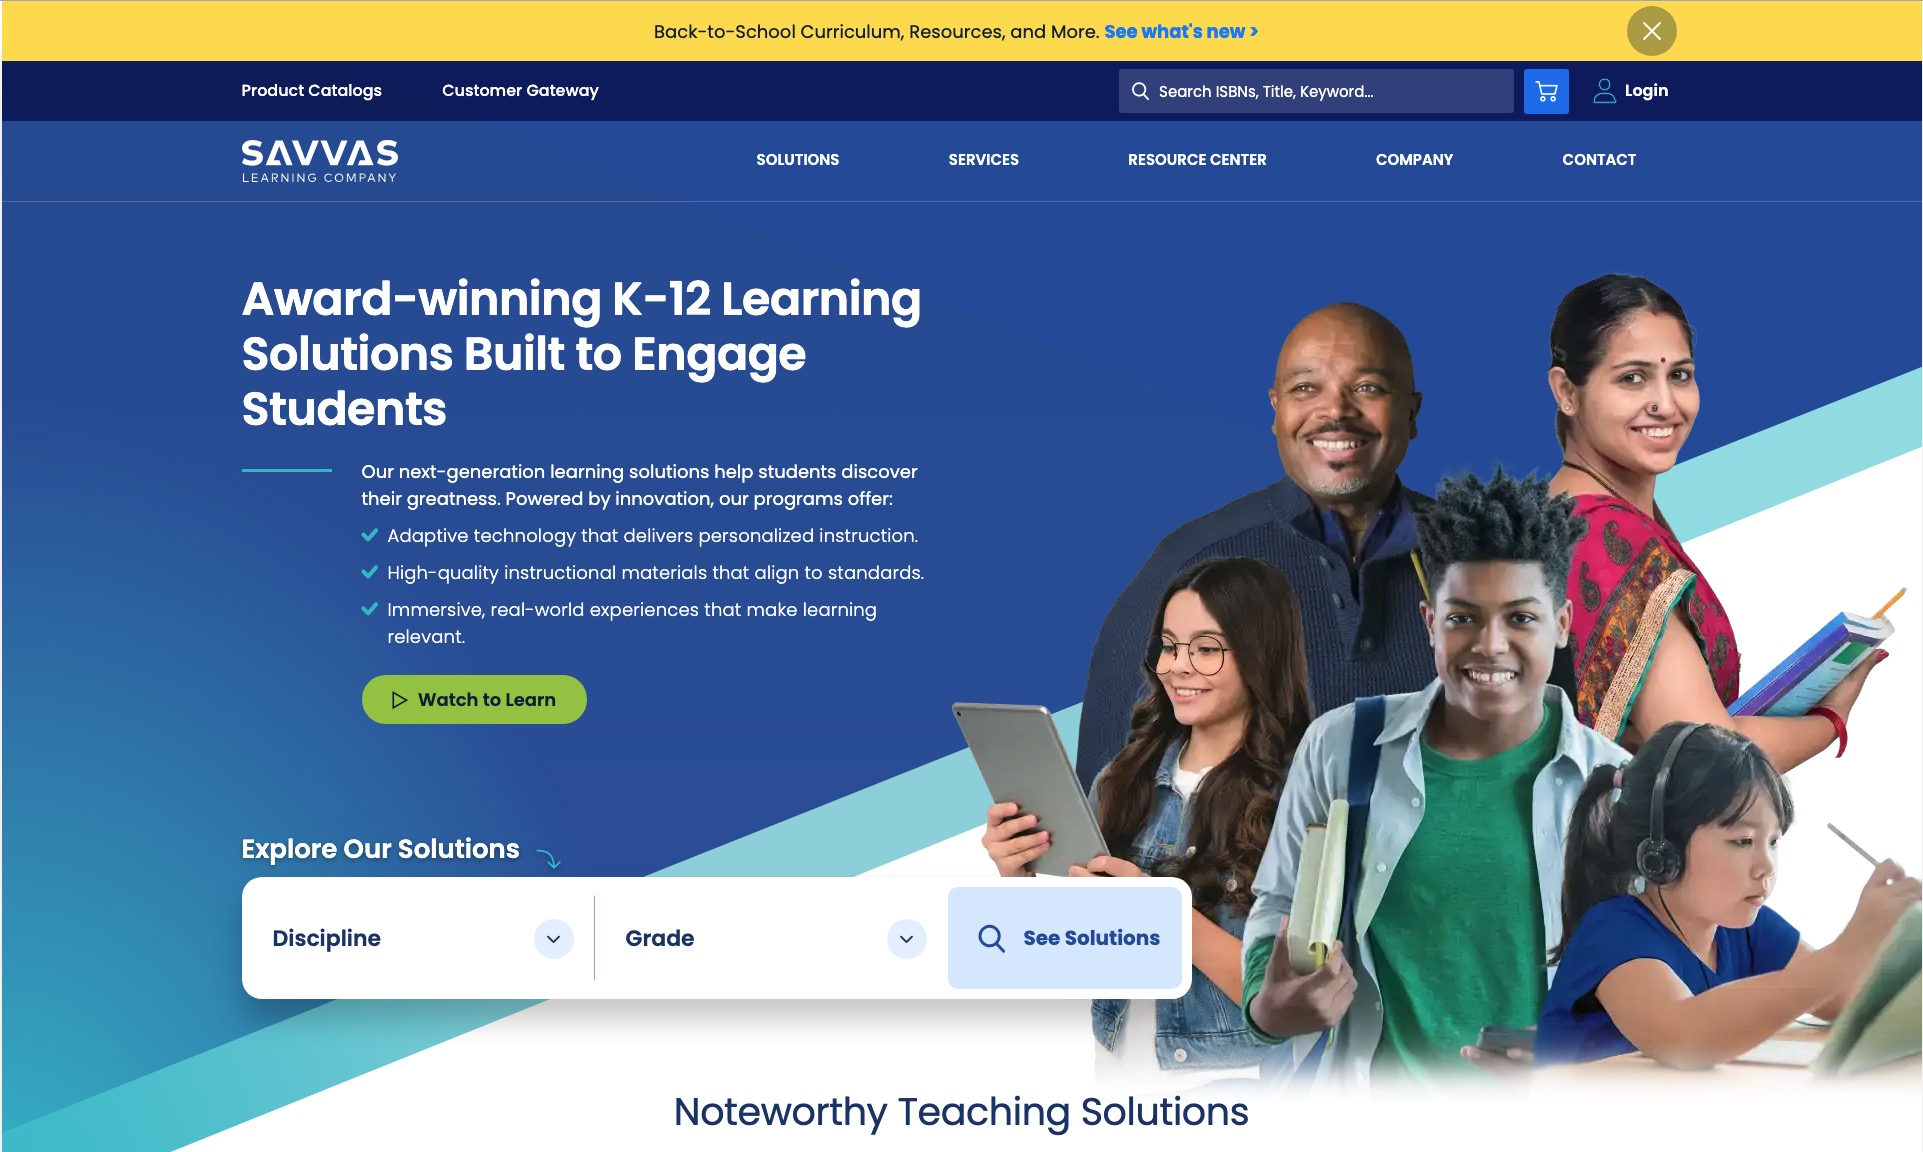 Back-to-School Curriculum, Resources, and More. See what's new >
Product Catalogs
Customer Gateway
Search ISBNs, Title, Keyword...
Login
SAVVAS
LEARNING COMPANY
SOLUTIONS
SERVICES
RESOURCE CENTER
COMPANY
CONTACT
Award-winning K-12 Learning
Solutions Built to Engage
Students
Our next-generation learning solutions help students discover
their greatness. Powered by innovation, our programs offer:
Adaptive technology that delivers personalized instruction.
High-quality instructional materials that align to standards.
Immersive, real-world experiences that make learning
relevant.
Watch to Learn
Explore Our Solutions
Discipline
Grade
See Solutions
Noteworthy Teaching Solutions